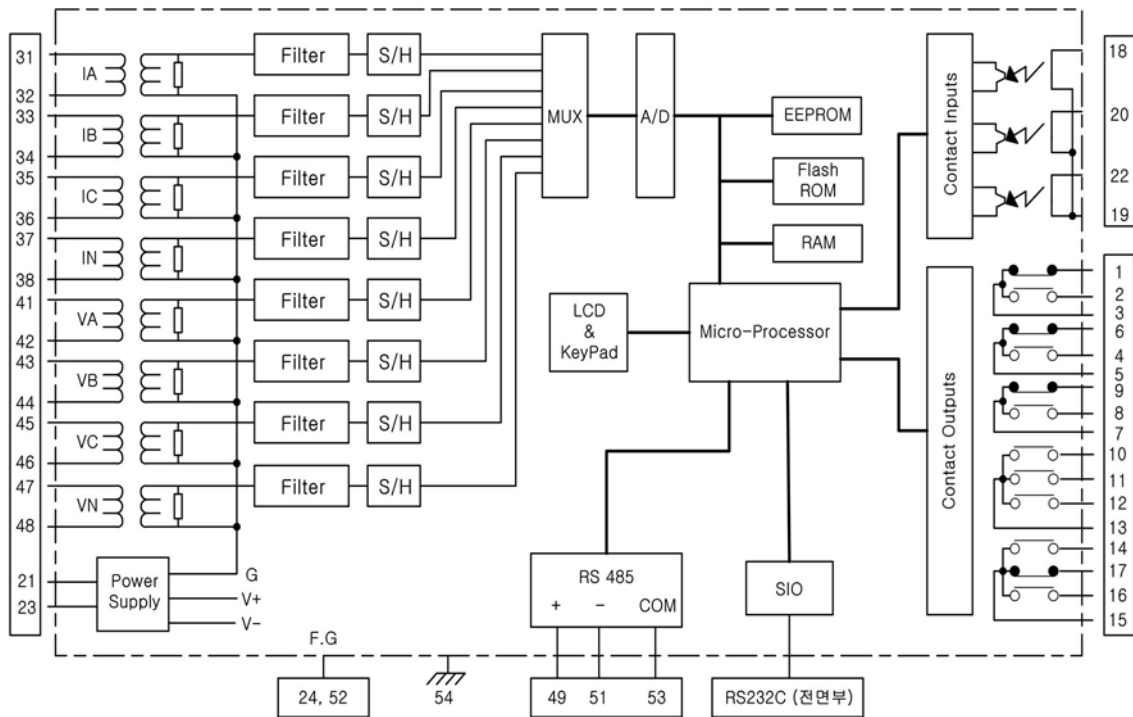 31
IA
32
33
IB
34
35
IC
36
37
IN
38
41
VA
42
43
VB
44
45
VC
46
47
VN
48
21
23
Power
Supply
G
V+
V-
Filter S/H
Filter S/H
Filter S/H
Filter S/H
Filter S/H
Filter S/H
Filter S/H
Filter S/H
MUX
A/D
EEPROM
Flash
ROM
RAM
LCD
&
KeyPad
Micro-Processor
RS 485
+ - COM
SIO
Contact Inputs
Contact Outputs
18
20
22
19
1
2
3
6
4
5
9
8
7
10
11
12
13
14
17
16
15
F.G
24, 52
54
49 51 53
RS232C (전면부)